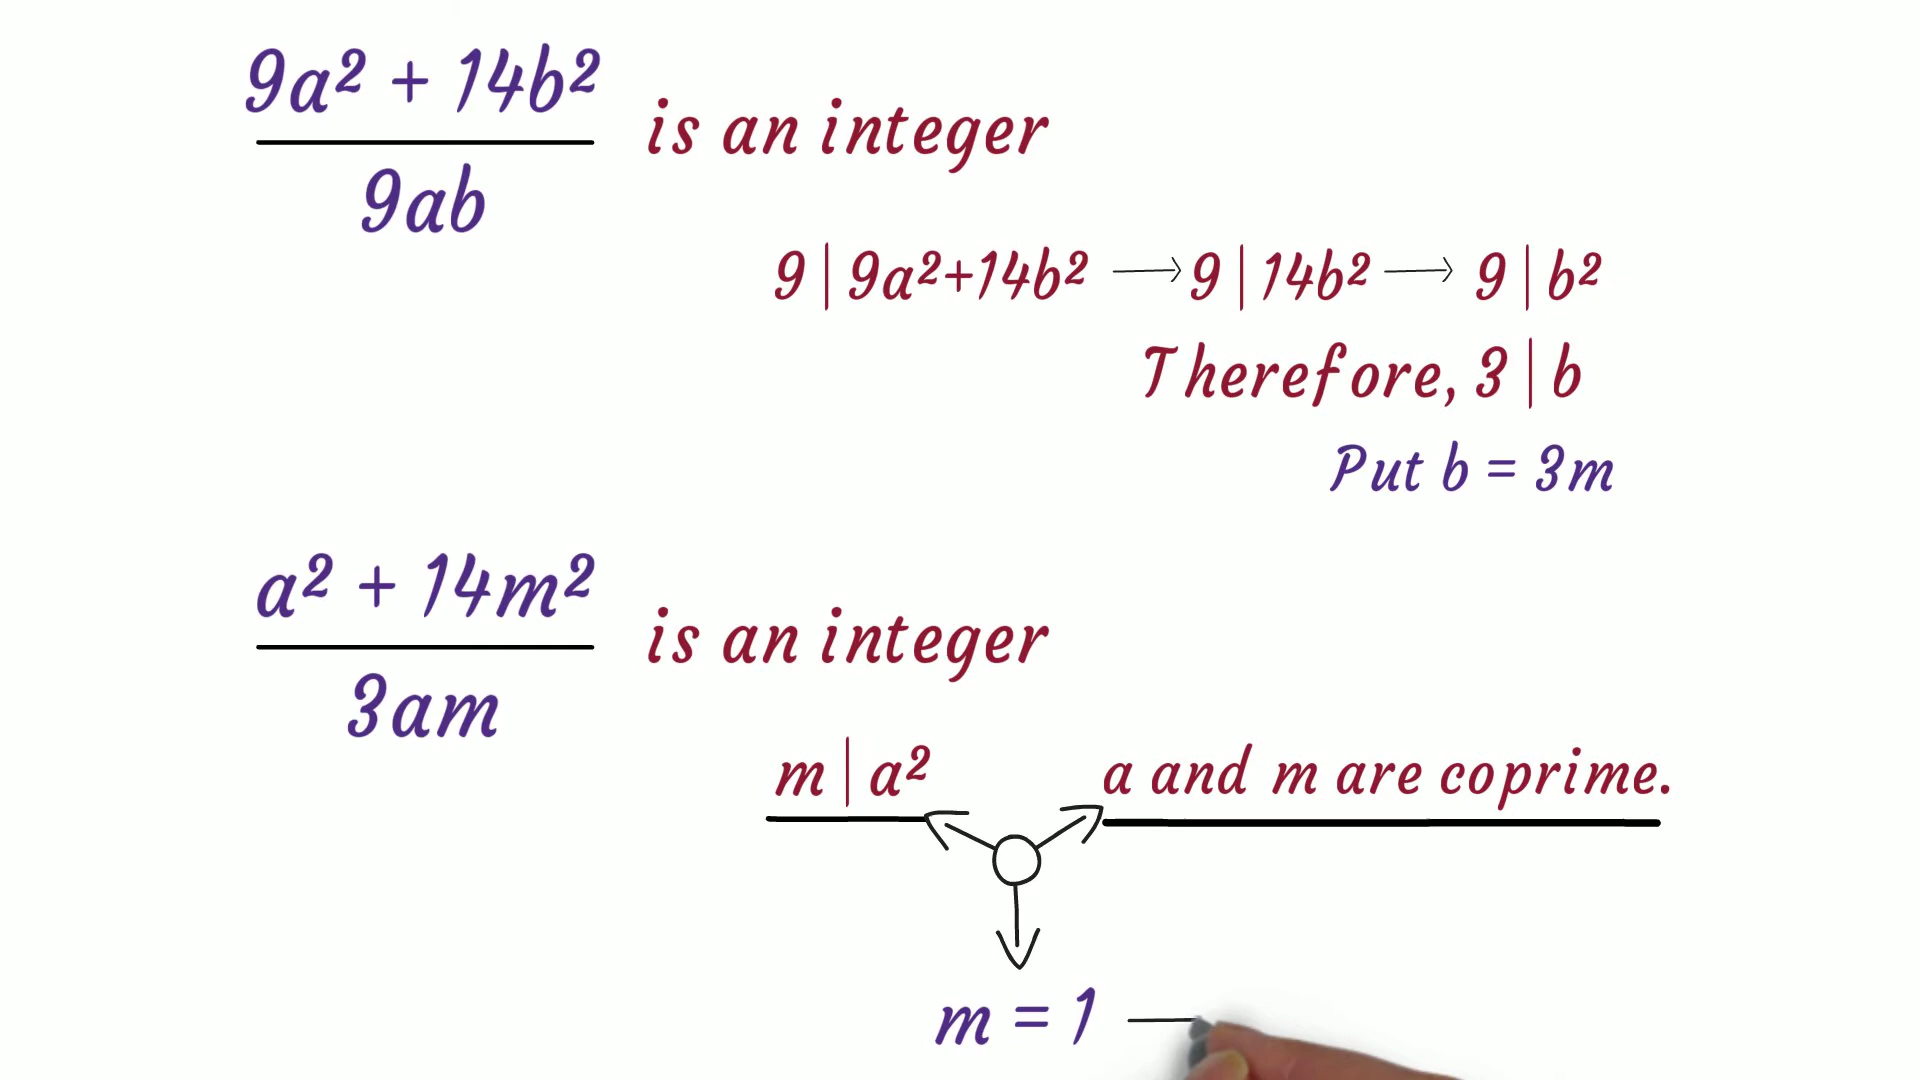 9a² + 14b²
9ab
is an integer
9 | 9a²+14b² → 9 | 14b² → 9 | b²
Therefore, 3 | b
Put b = 3m
a² + 14m²
3am
is an integer
m | a²
a and m are coprime.
m = 1